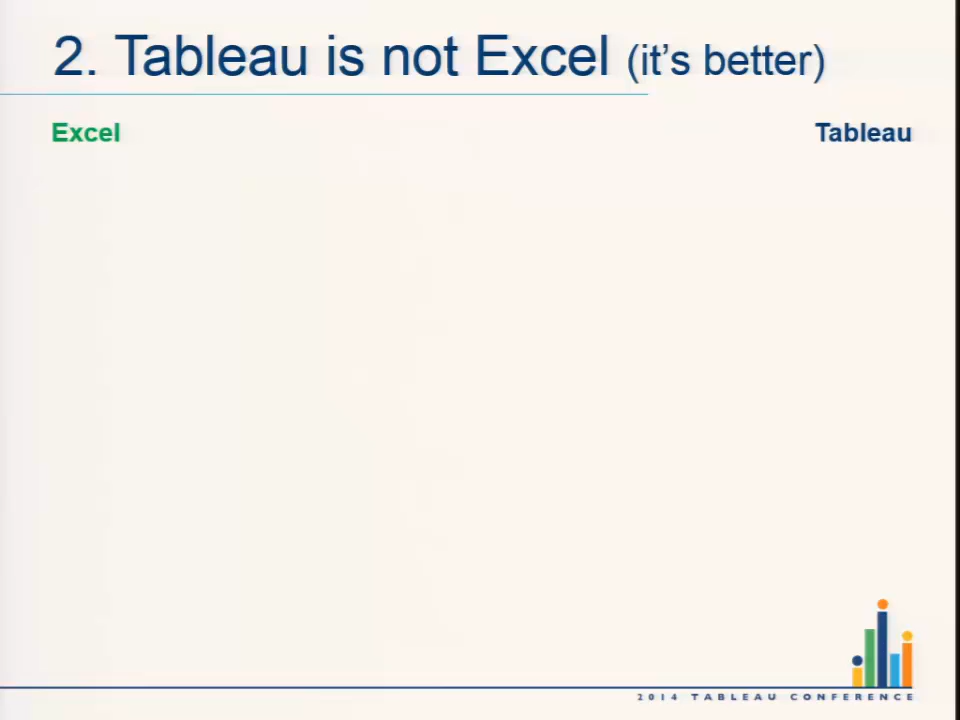 2. Tableau is not Excel (it's better)
Excel
Tableau
2014 TABLEAU CONFERENCE